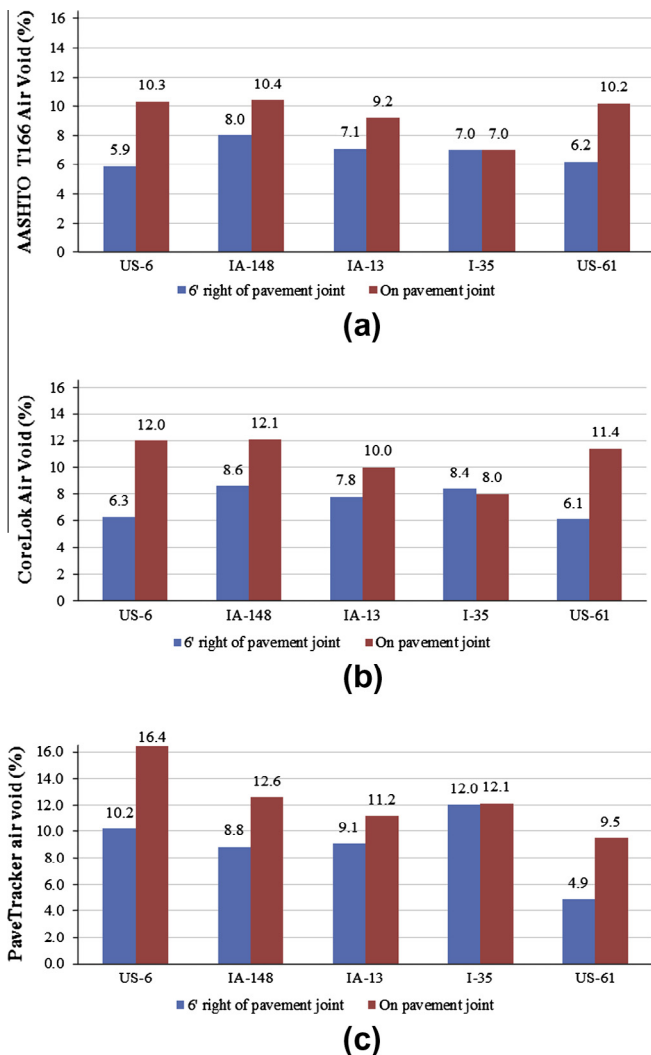 AASHTO T166 Air Void (%)
16
14
12
10
8
6
4
2
0
5.9
10.3
8.0
10.4
7.1
9.2
7.0
7.0
6.2
10.2
US-6
IA-148
IA-13
I-35
US-61
6' right of pavement joint
On pavement joint
(a)
CoreLok Air Void (%)
16
14
12
10
8
6
4
2
0
6.3
12.0
8.6
12.1
7.8
10.0
8.4
8.0
6.1
11.4
US-6
IA-148
IA-13
I-35
US-61
6' right of pavement joint
On pavement joint
(b)
PaveTracker air void (%)
16.0
14.0
12.0
10.0
8.0
6.0
4.0
2.0
0.0
10.2
16.4
8.8
12.6
9.1
11.2
12.0
12.1
4.9
9.5
US-6
IA-148
IA-13
I-35
US-61
6' right of pavement joint
On pavement joint
(c)